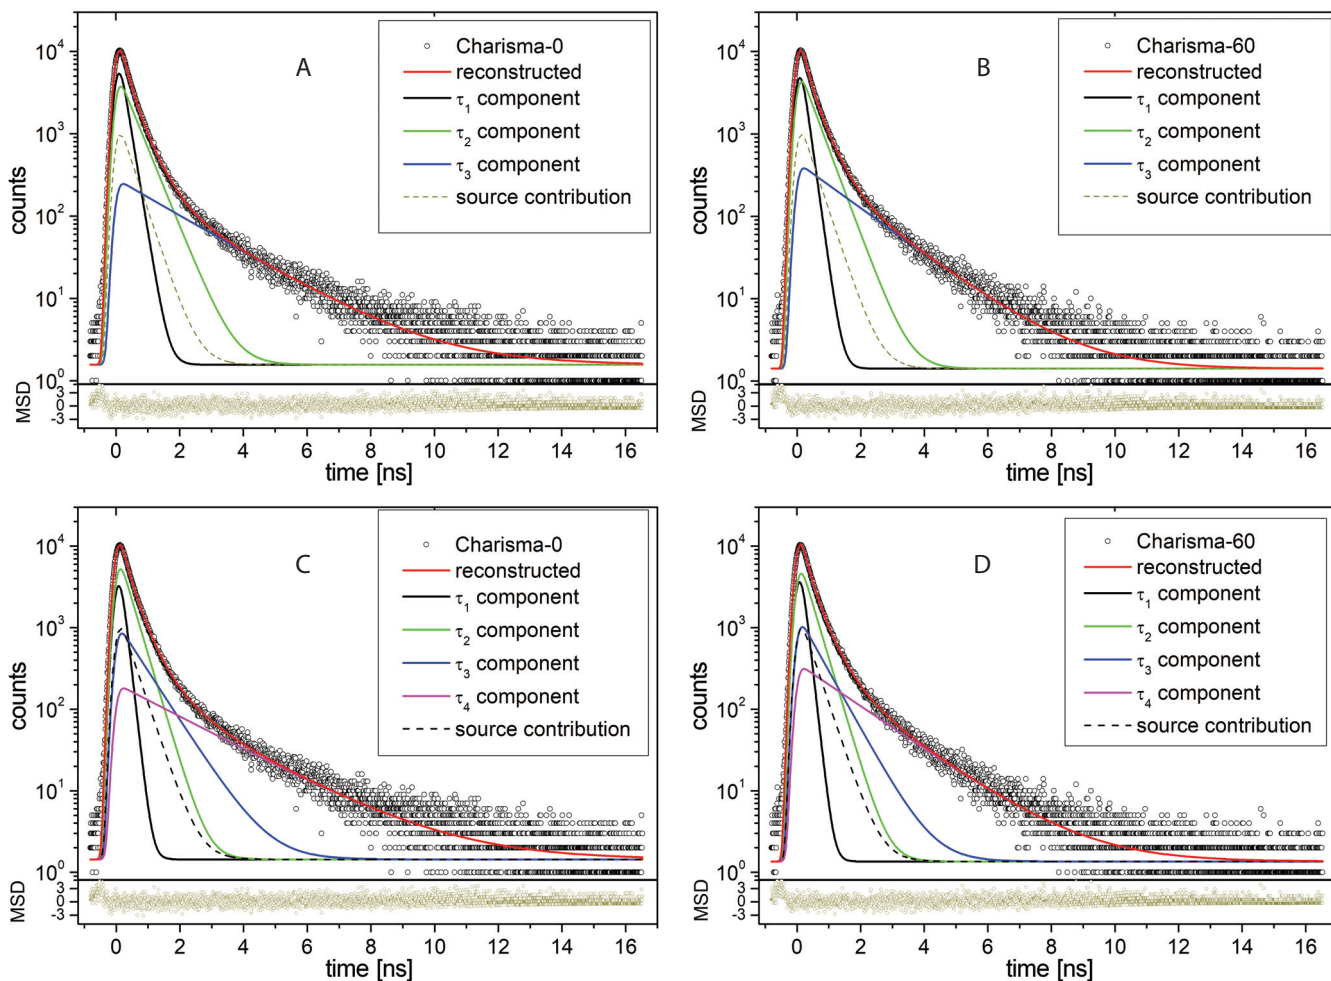 A
Charisma-0
reconstructed
τ1 component
τ2 component
τ3 component
source contribution
counts
10^4
10^3
10^2
10^1
10^0
MSD
3
0
-3
0 2 4 6 8 10 12 14 16
time [ns]
B
Charisma-60
reconstructed
τ1 component
τ2 component
τ3 component
source contribution
counts
10^4
10^3
10^2
10^1
10^0
MSD
3
0
-3
0 2 4 6 8 10 12 14 16
time [ns]
C
Charisma-0
reconstructed
τ1 component
τ2 component
τ3 component
τ4 component
source contribution
counts
10^4
10^3
10^2
10^1
10^0
MSD
3
0
-3
0 2 4 6 8 10 12 14 16
time [ns]
D
Charisma-60
reconstructed
τ1 component
τ2 component
τ3 component
τ4 component
source contribution
counts
10^4
10^3
10^2
10^1
10^0
MSD
3
0
-3
0 2 4 6 8 10 12 14 16
time [ns]